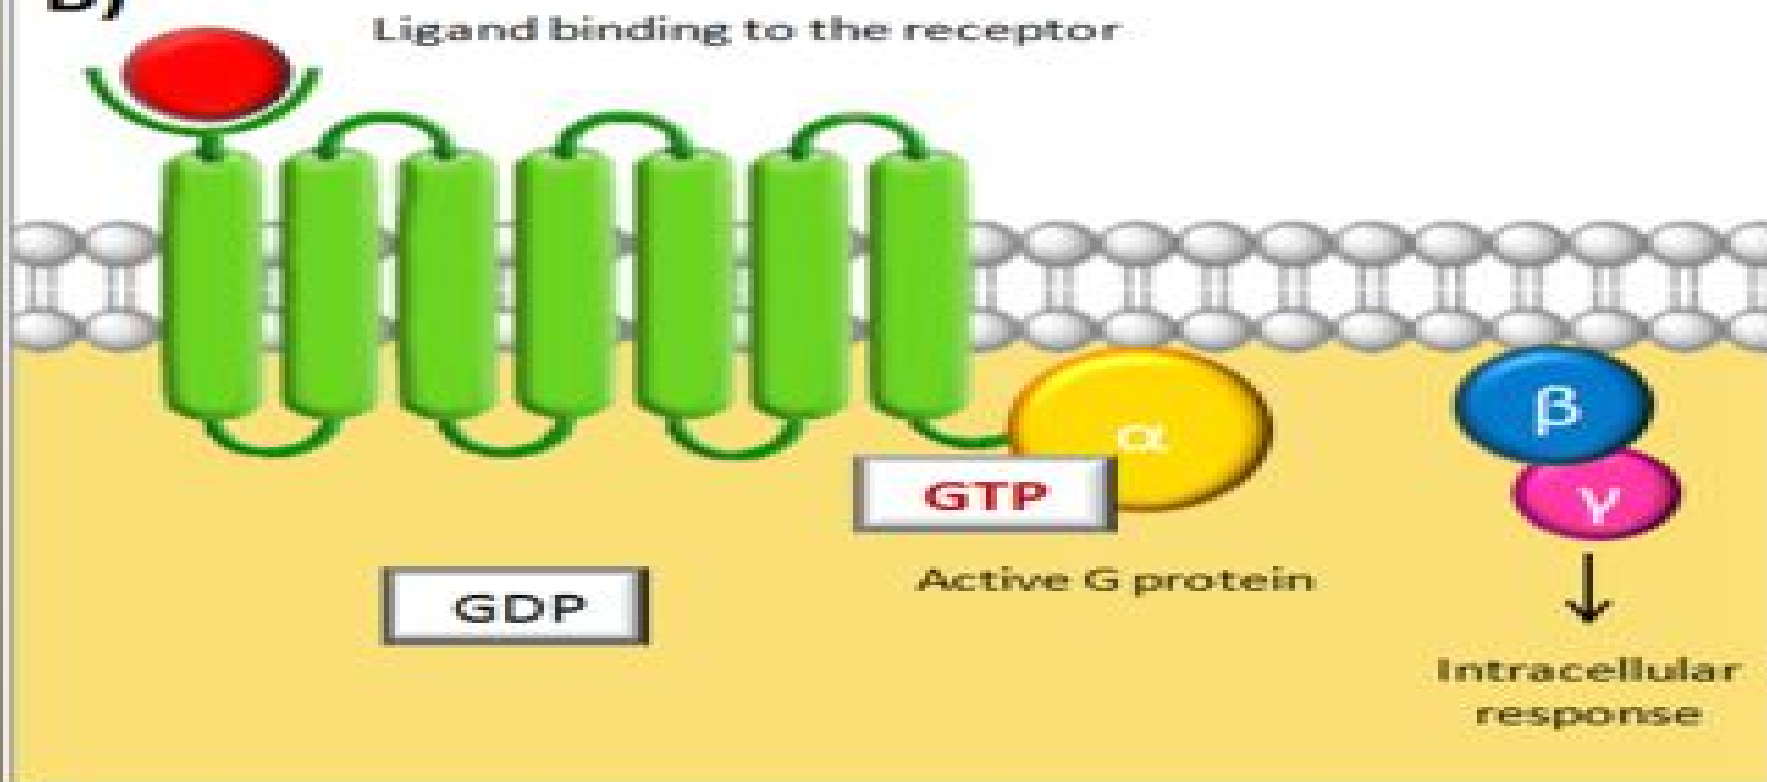 Ligand binding to the receptor
α
β
GTP
γ
Active G protein
GDP
Intracellular
response